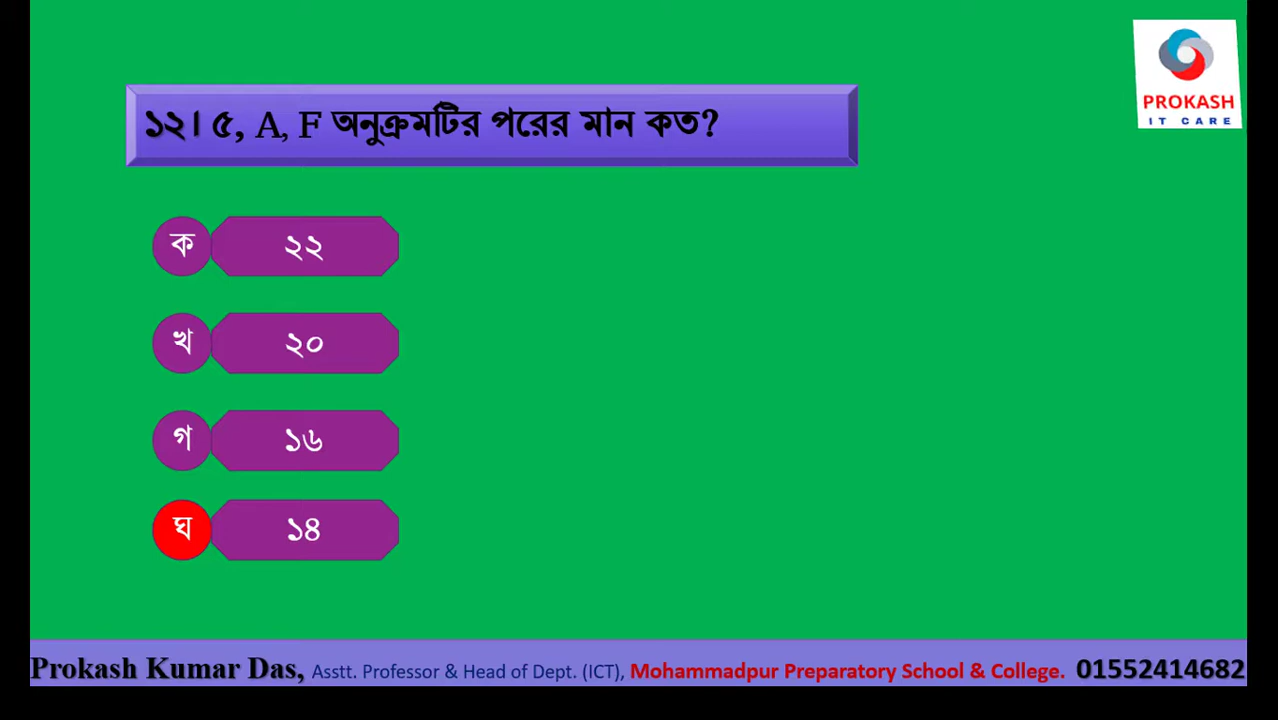 PROKASH
IT CARE
১২। ৫, A, F অনুক্রমটির পরের মান কত?
ক ২২
খ ২০
গ ১৬
ঘ ১৪
Prokash Kumar Das, Asstt. Professor & Head of Dept. (ICT), Mohammadpur Preparatory School & College. 01552414682